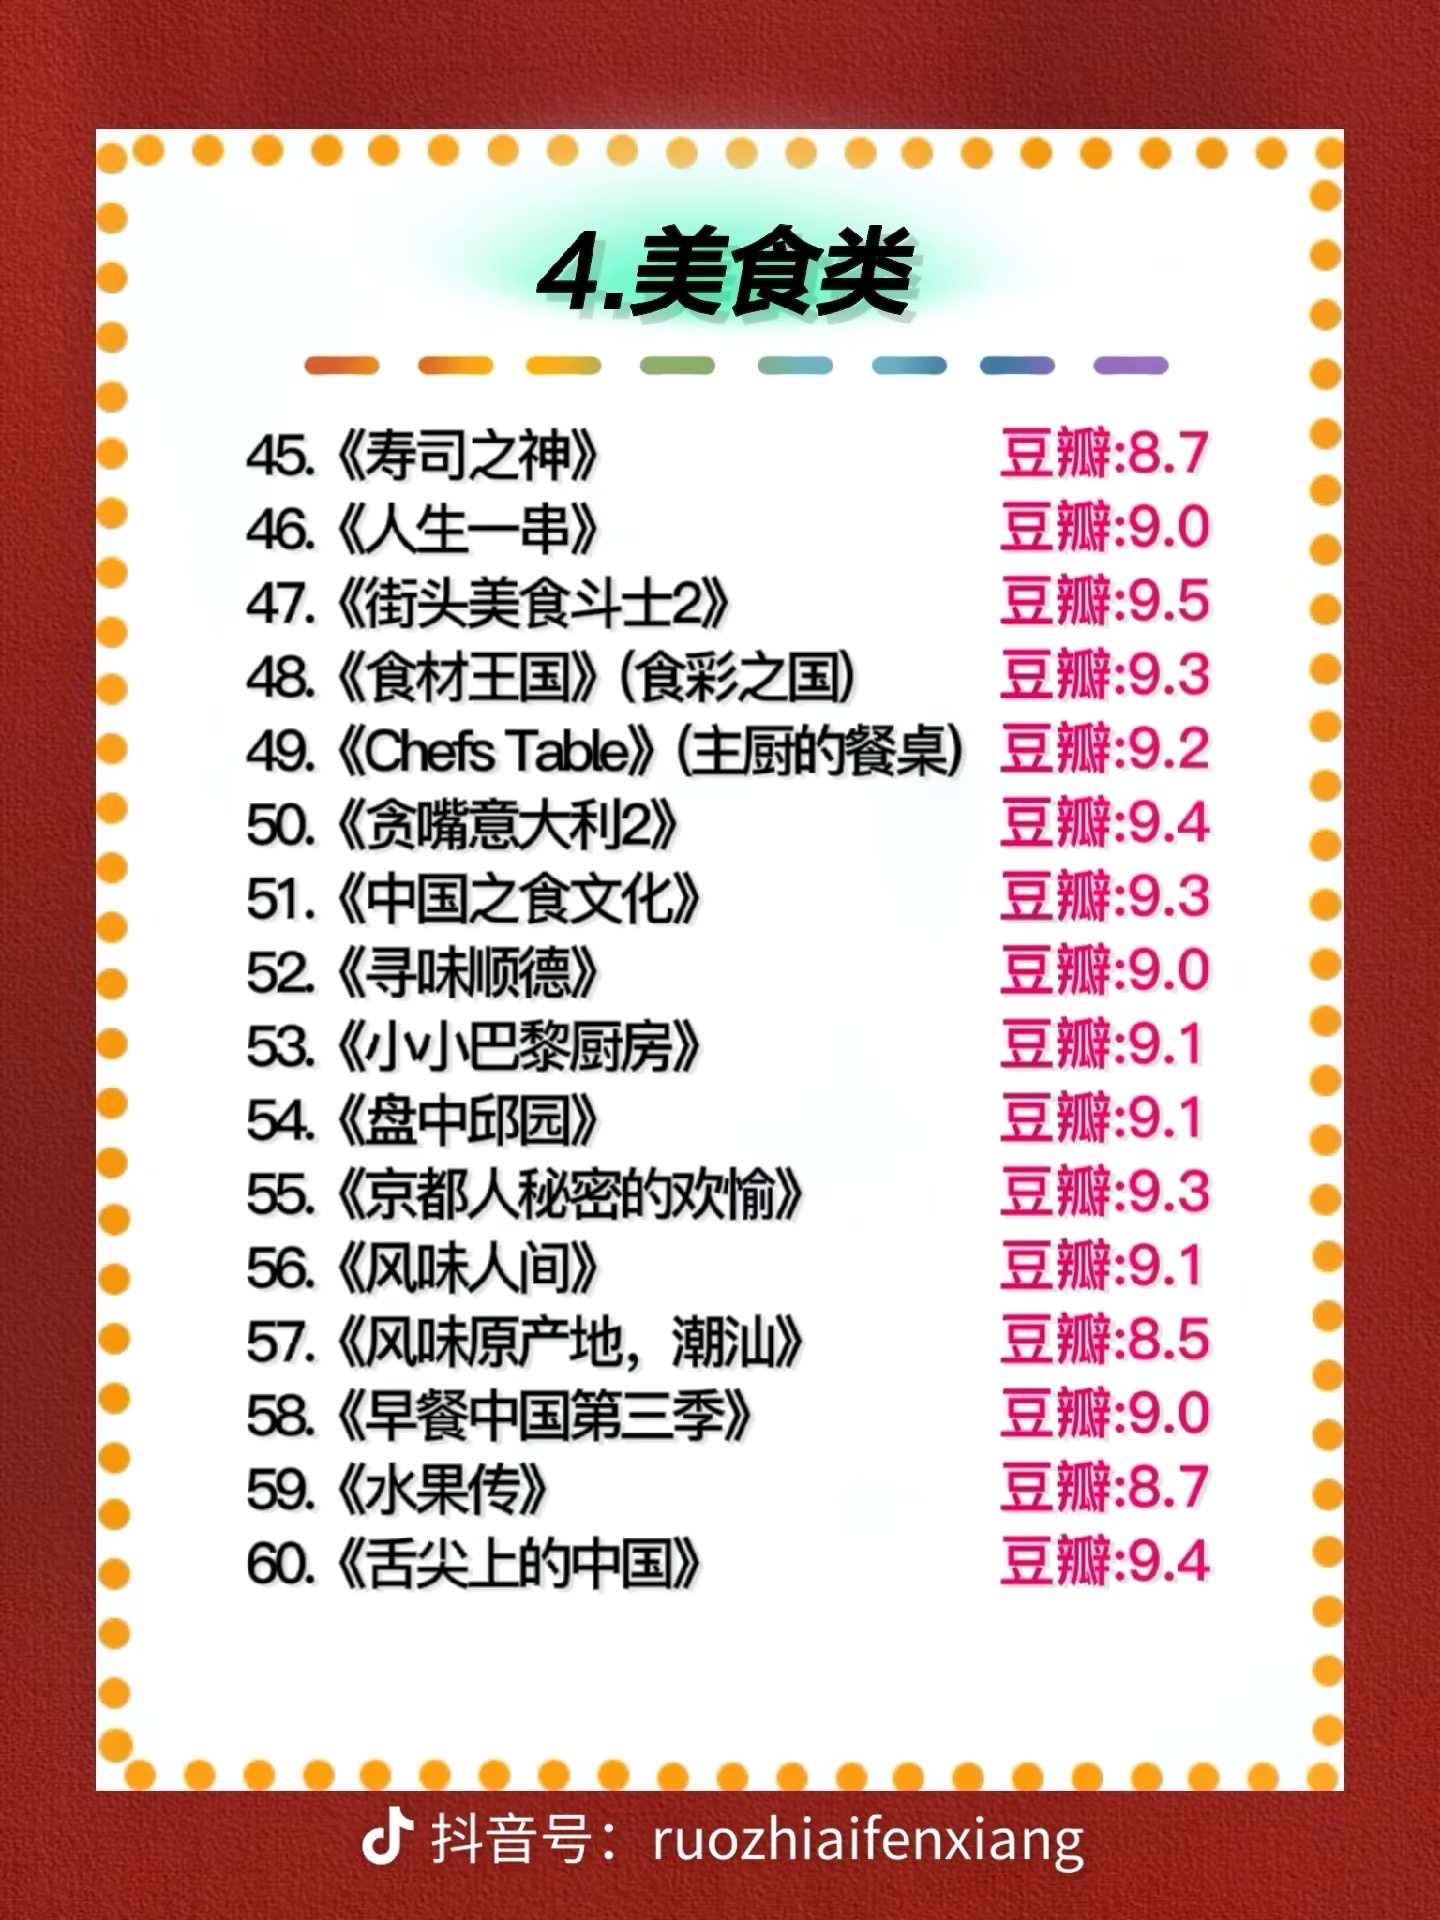 4.美食类
45.《寿司之神》 豆瓣:8.7
46.《人生一串》 豆瓣:9.0
47.《街头美食斗士2》 豆瓣:9.5
48.《食材王国》(食彩之国) 豆瓣:9.3
49.《Chefs Table》(主厨的餐桌) 豆瓣:9.2
50.《贪嘴意大利2》 豆瓣:9.4
51.《中国之食文化》 豆瓣:9.3
52.《寻味顺德》 豆瓣:9.0
53.《小小巴黎厨房》 豆瓣:9.1
54.《盘中邱园》 豆瓣:9.1
55.《京都人秘密的欢愉》 豆瓣:9.3
56.《风味人间》 豆瓣:9.1
57.《风味原产地，潮汕》 豆瓣:8.5
58.《早餐中国第三季》 豆瓣:9.0
59.《水果传》 豆瓣:8.7
60.《舌尖上的中国》 豆瓣:9.4
抖音号：ruozhiaifenxiang